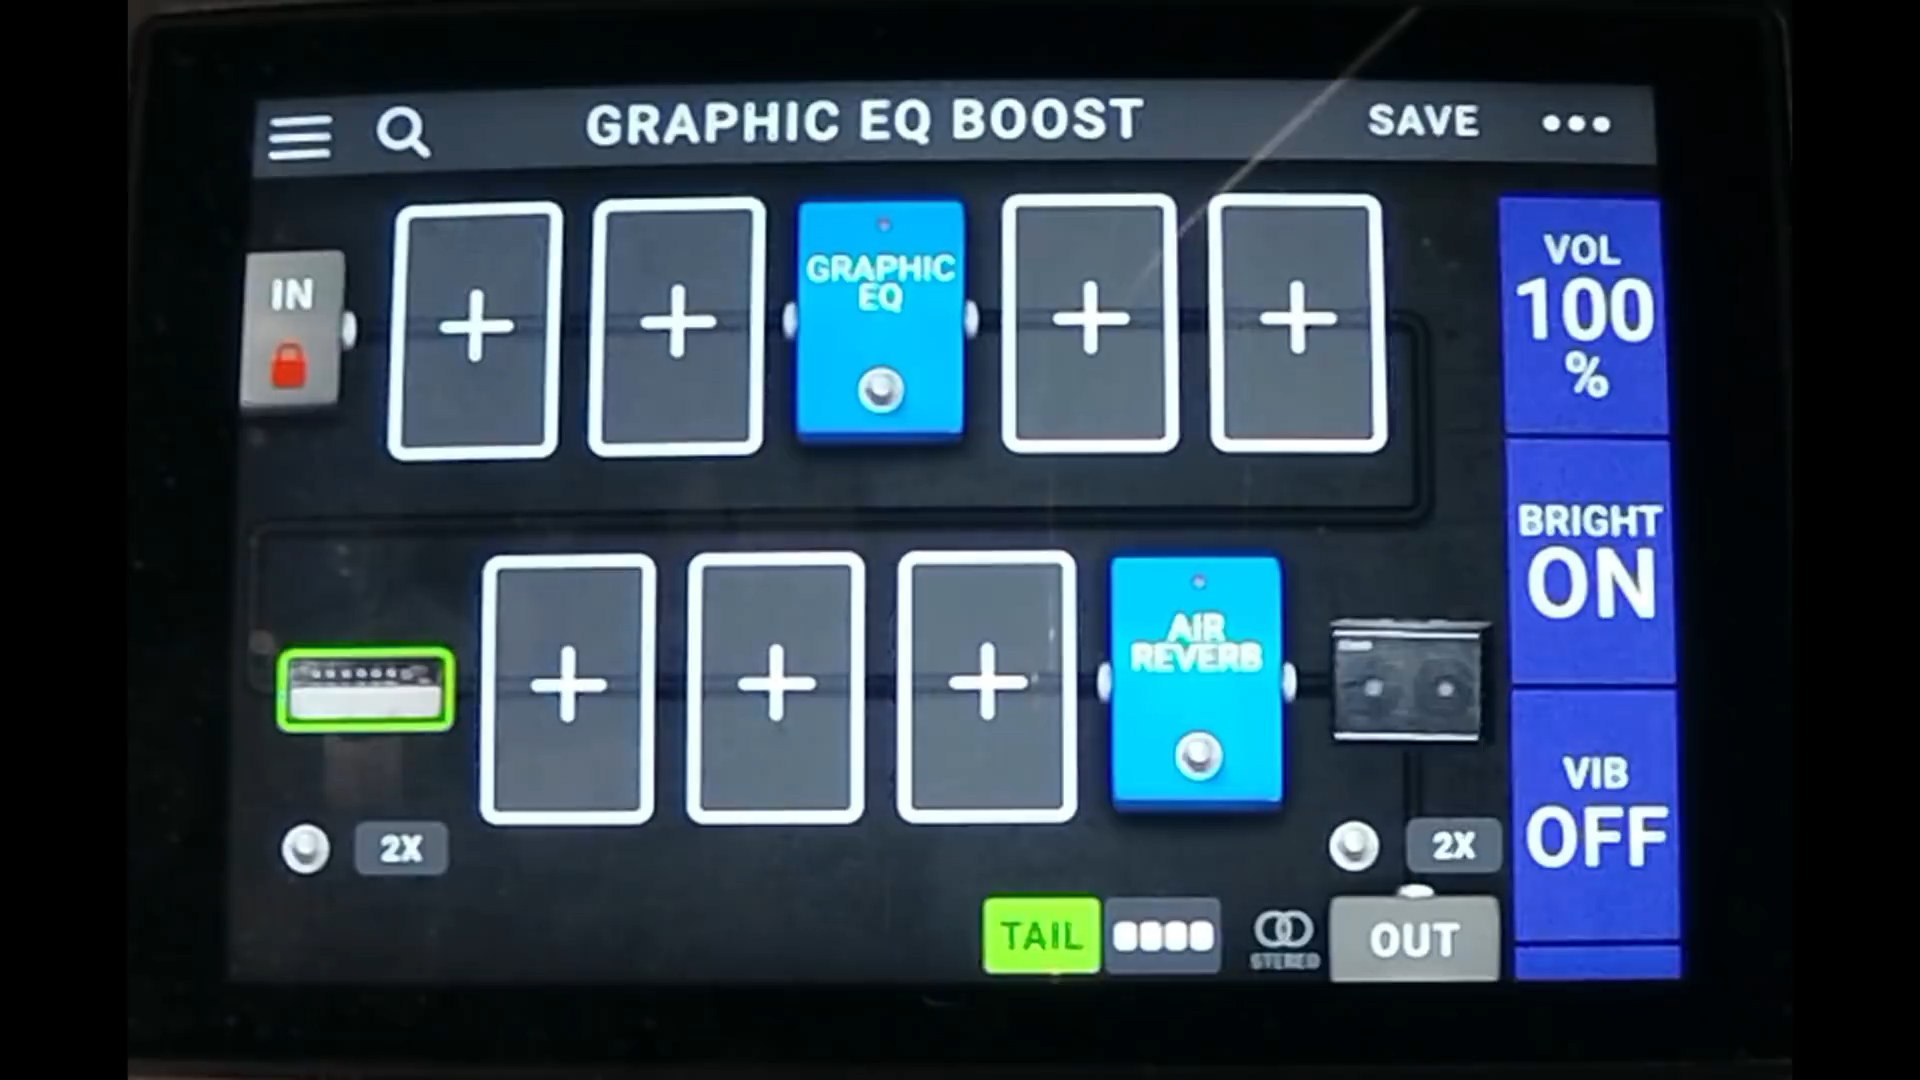 GRAPHIC EQ BOOST
SAVE
IN
GRAPHIC
EQ
VOL
100
%
BRIGHT
ON
AIR
REVERB
VIB
OFF
2X
2X
TAIL
STEREO
OUT